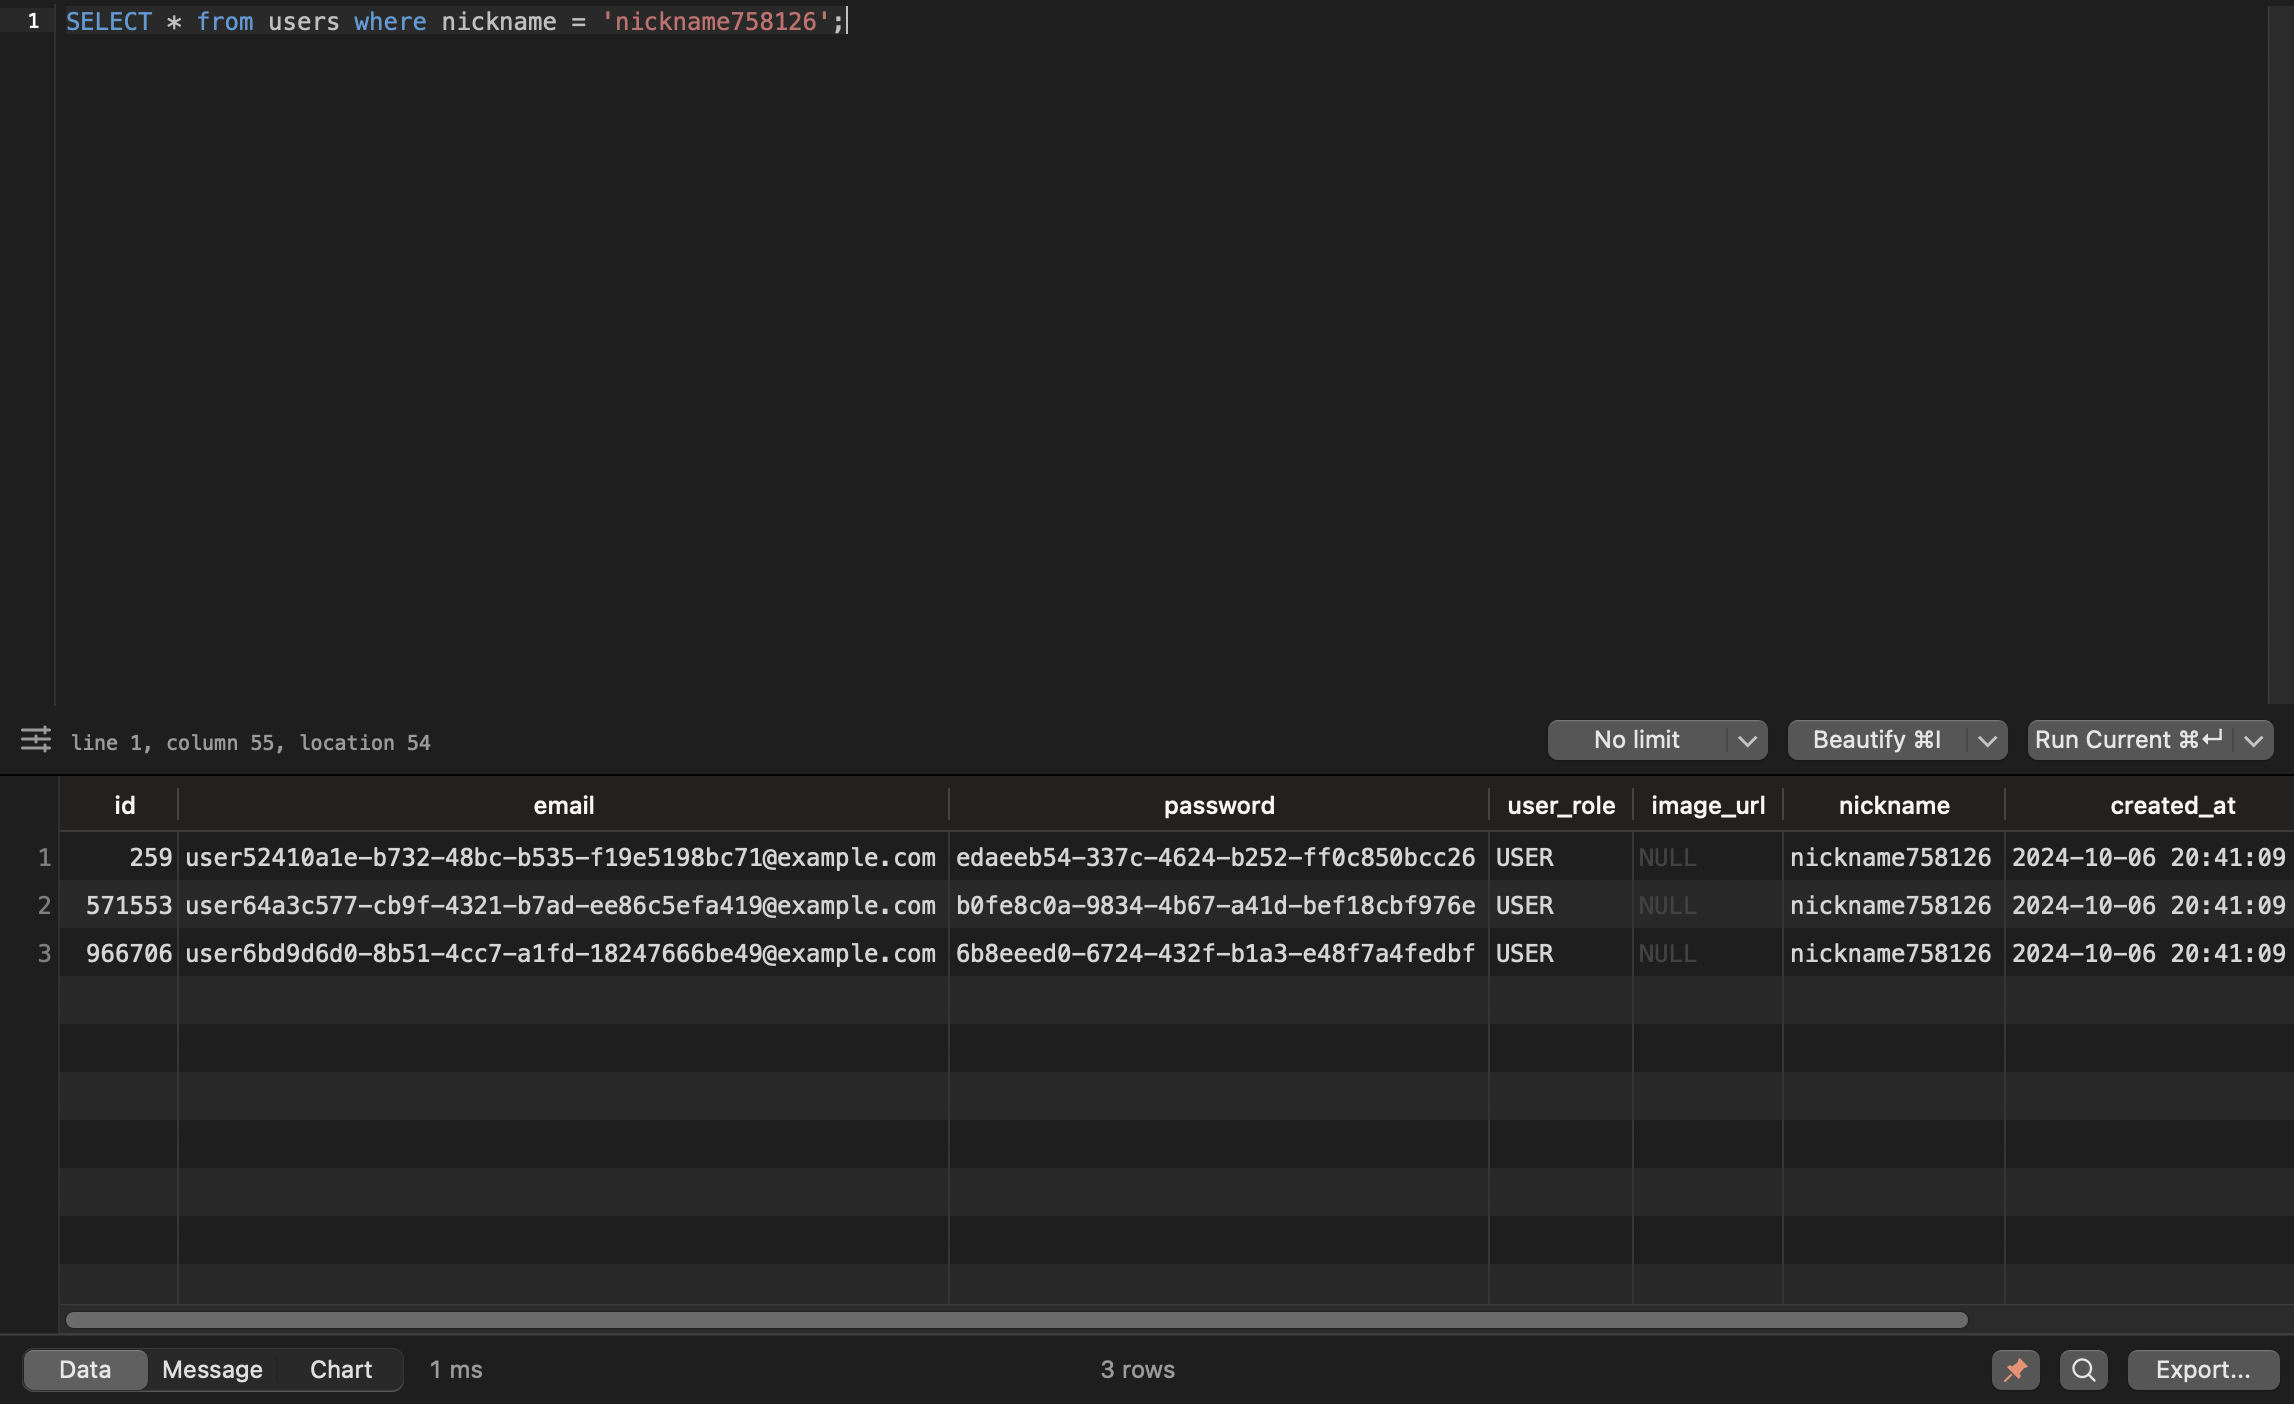 1 SELECT * from users where nickname = 'nickname758126';
line 1, column 55, location 54 No limit Beautify ⌘I Run Current ⌘↵
id email password user_role image_url nickname created_at
1 259 user52410a1e-b732-48bc-b535-f19e5198bc71@example.com edaeeb54-337c-4624-b252-ff0c850bcc26 USER NULL nickname758126 2024-10-06 20:41:09
2 571553 user64a3c577-cb9f-4321-b7ad-ee86c5efa419@example.com b0fe8c0a-9834-4b67-a41d-bef18cbf976e USER NULL nickname758126 2024-10-06 20:41:09
3 966706 user6bd9d6d0-8b51-4cc7-a1fd-18247666be49@example.com 6b8eeed0-6724-432f-b1a3-e48f7a4fedbf USER NULL nickname758126 2024-10-06 20:41:09
Data Message Chart 1 ms 3 rows Export...